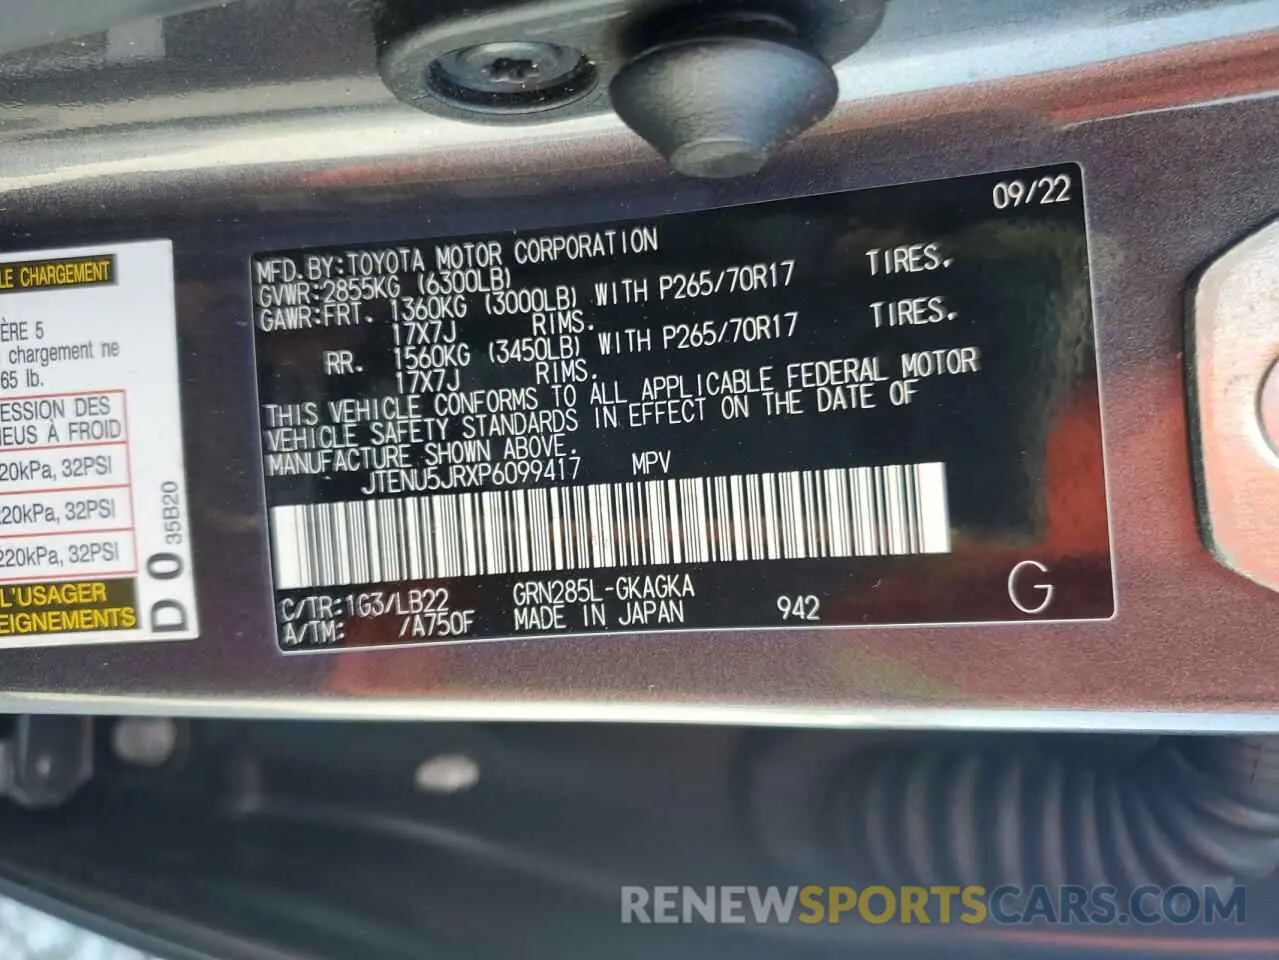 09/22
MFD.BY:TOYOTA MOTOR CORPORATION
GVWR:2855KG (6300LB)
GAWR:FRT. 1360KG (3000LB) WITH P265/70R17 TIRES.
17X7J RIMS.
RR. 1560KG (3450LB) WITH P265/70R17 TIRES.
17X7J RIMS.
THIS VEHICLE CONFORMS TO ALL APPLICABLE FEDERAL MOTOR
VEHICLE SAFETY STANDARDS IN EFFECT ON THE DATE OF
MANUFACTURE SHOWN ABOVE.
JTENU5JRXP6099417 MPV
C/TR:1G3/LB22 GRN285L-GKAGKA
A/TM: /A750F MADE IN JAPAN 942
G
LE CHARGEMENT
ÈRE 5
chargement ne
65 lb.
ESSION DES
NEUS À FROID
20kPa, 32PSI
20kPa, 32PSI
220kPa, 32PSI
L'USAGER
EIGNEMENTS
D0
35B20
RENEWSPORTSCARS.COM